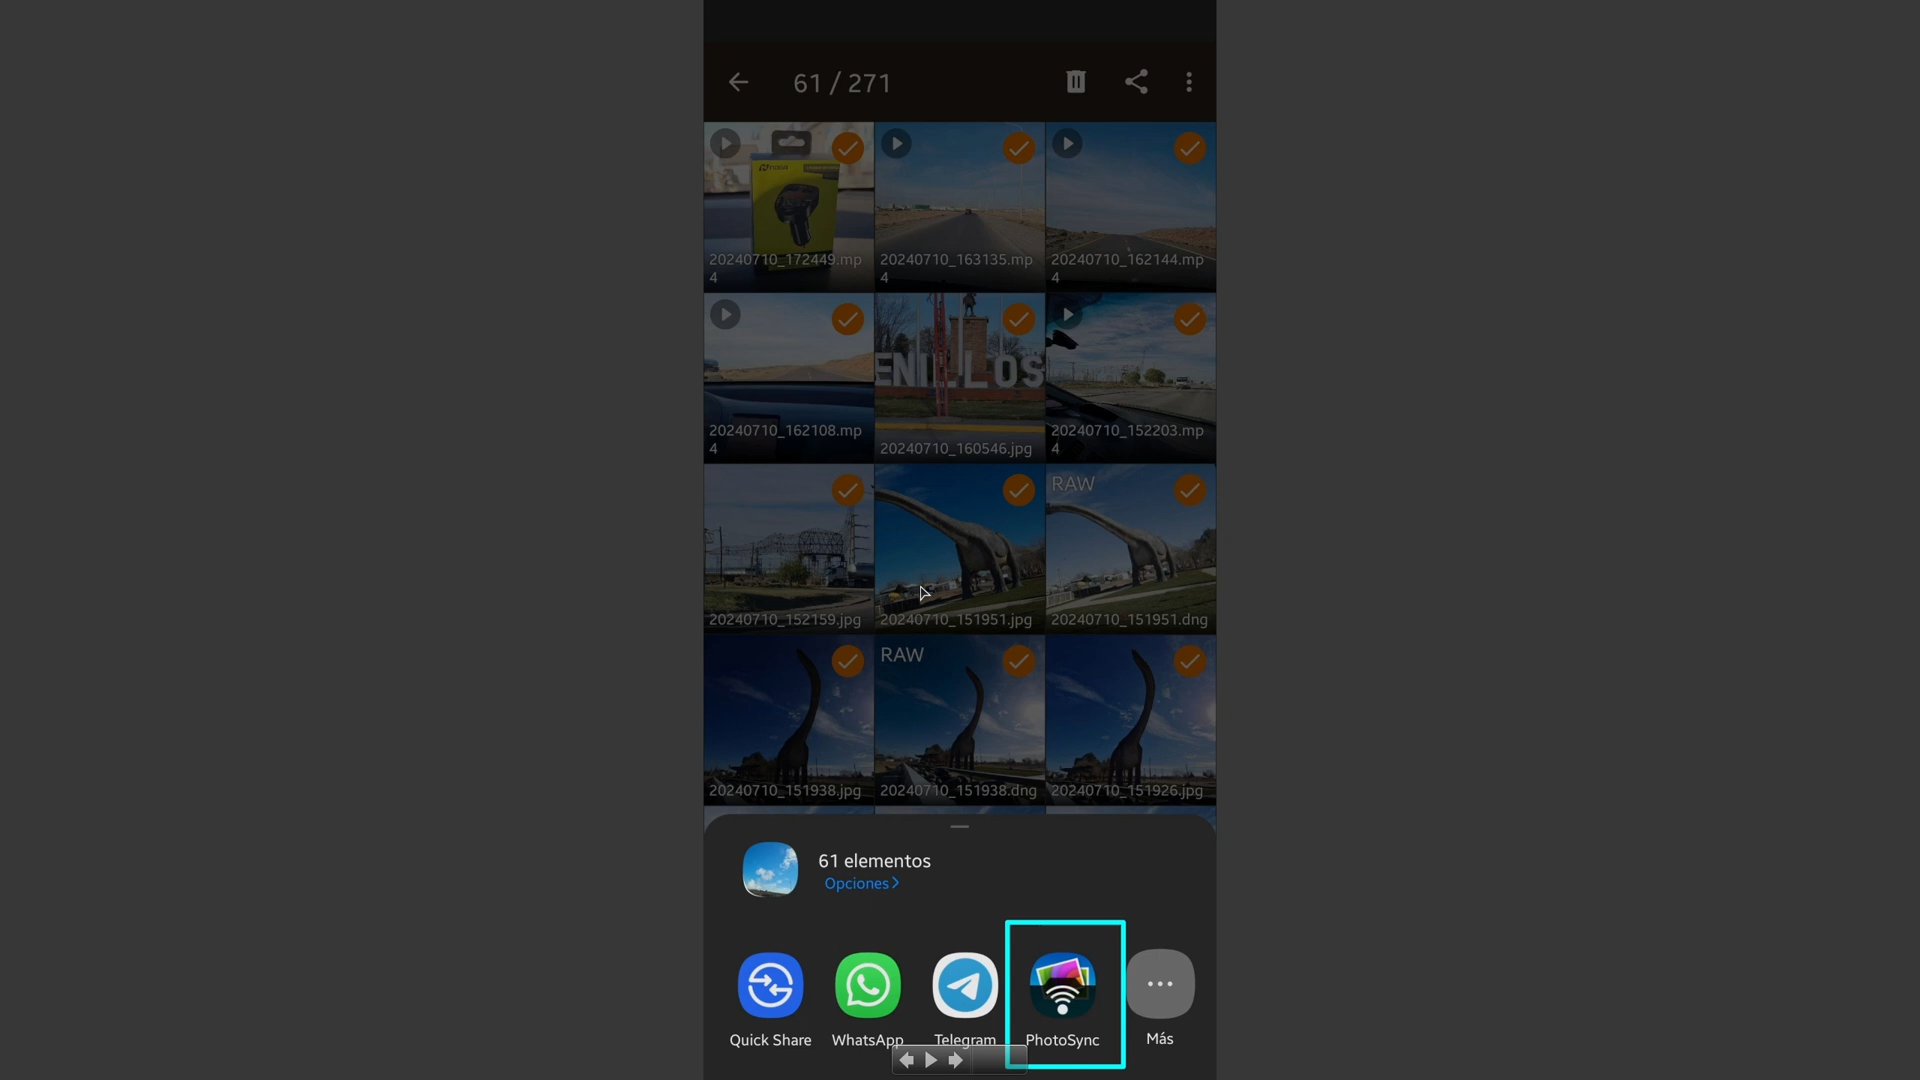 61 / 271
20240710_172449.mp
4
20240710_163135.mp
4
20240710_162144.mp
4
20240710_162108.mp
4
ENILLOS
20240710_160546.jpg
20240710_152203.mp
4
20240710_152159.jpg
20240710_151951.jpg
RAW
20240710_151951.dng
20240710_151938.jpg
RAW
20240710_151938.dng
20240710_151926.jpg
61 elementos
Opciones
Quick Share
WhatsApp
Telegram
PhotoSync
Más